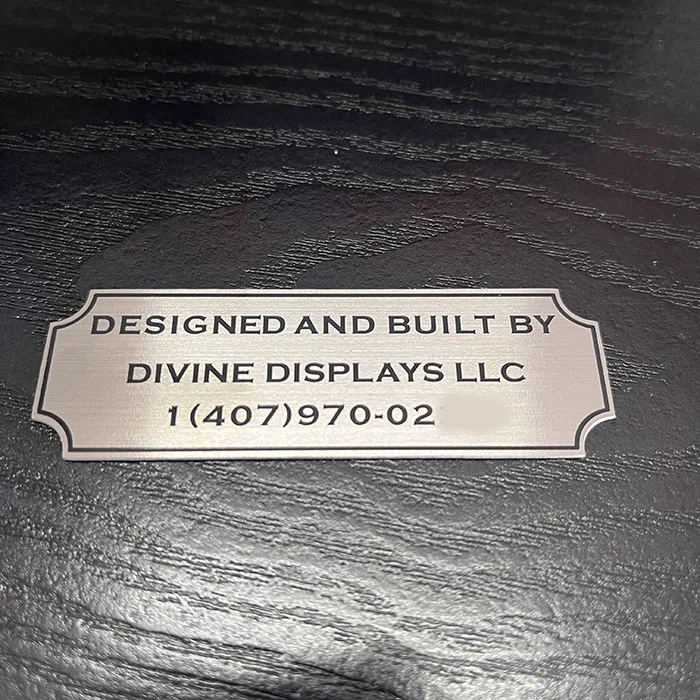 DESIGNED AND BUILT BY
DIVINE DISPLAYS LLC
1(407)970-02